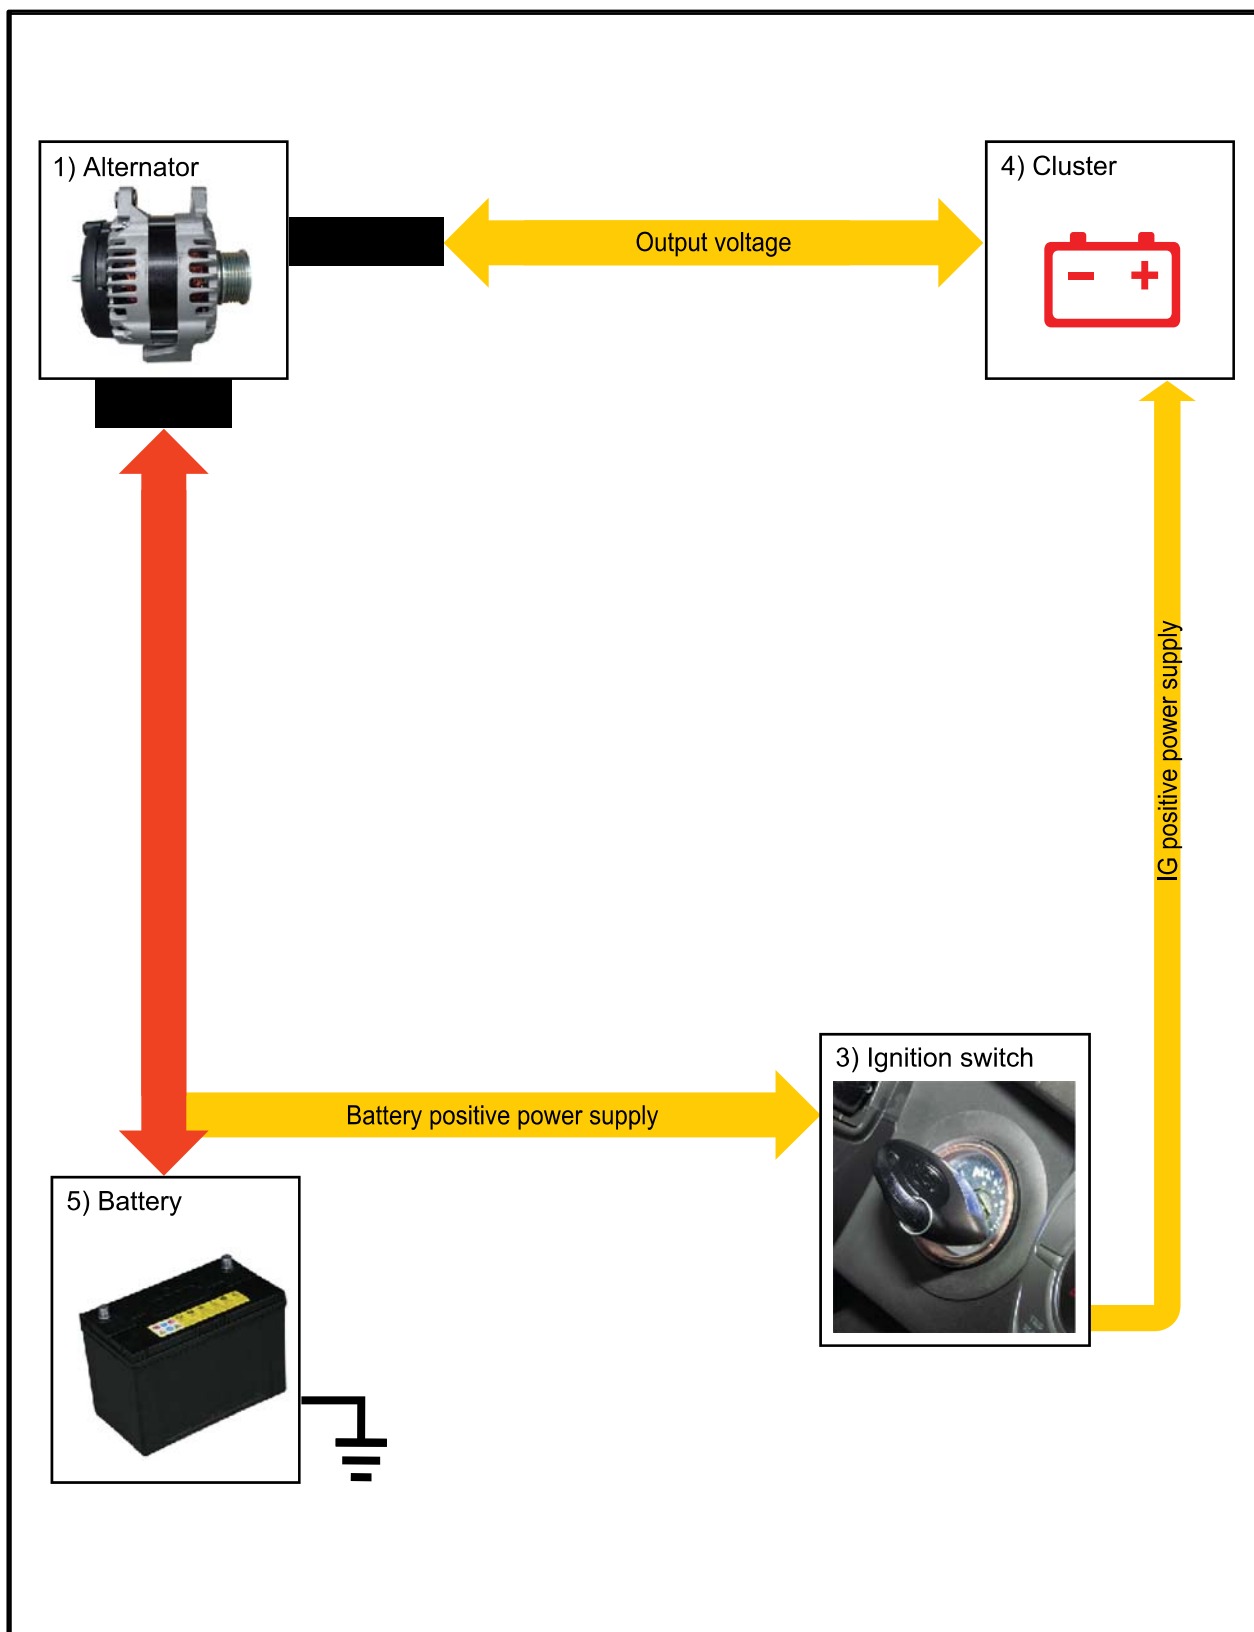 1) Alternator
4) Cluster
Output voltage
IG positive power supply
3) Ignition switch
Battery positive power supply
5) Battery